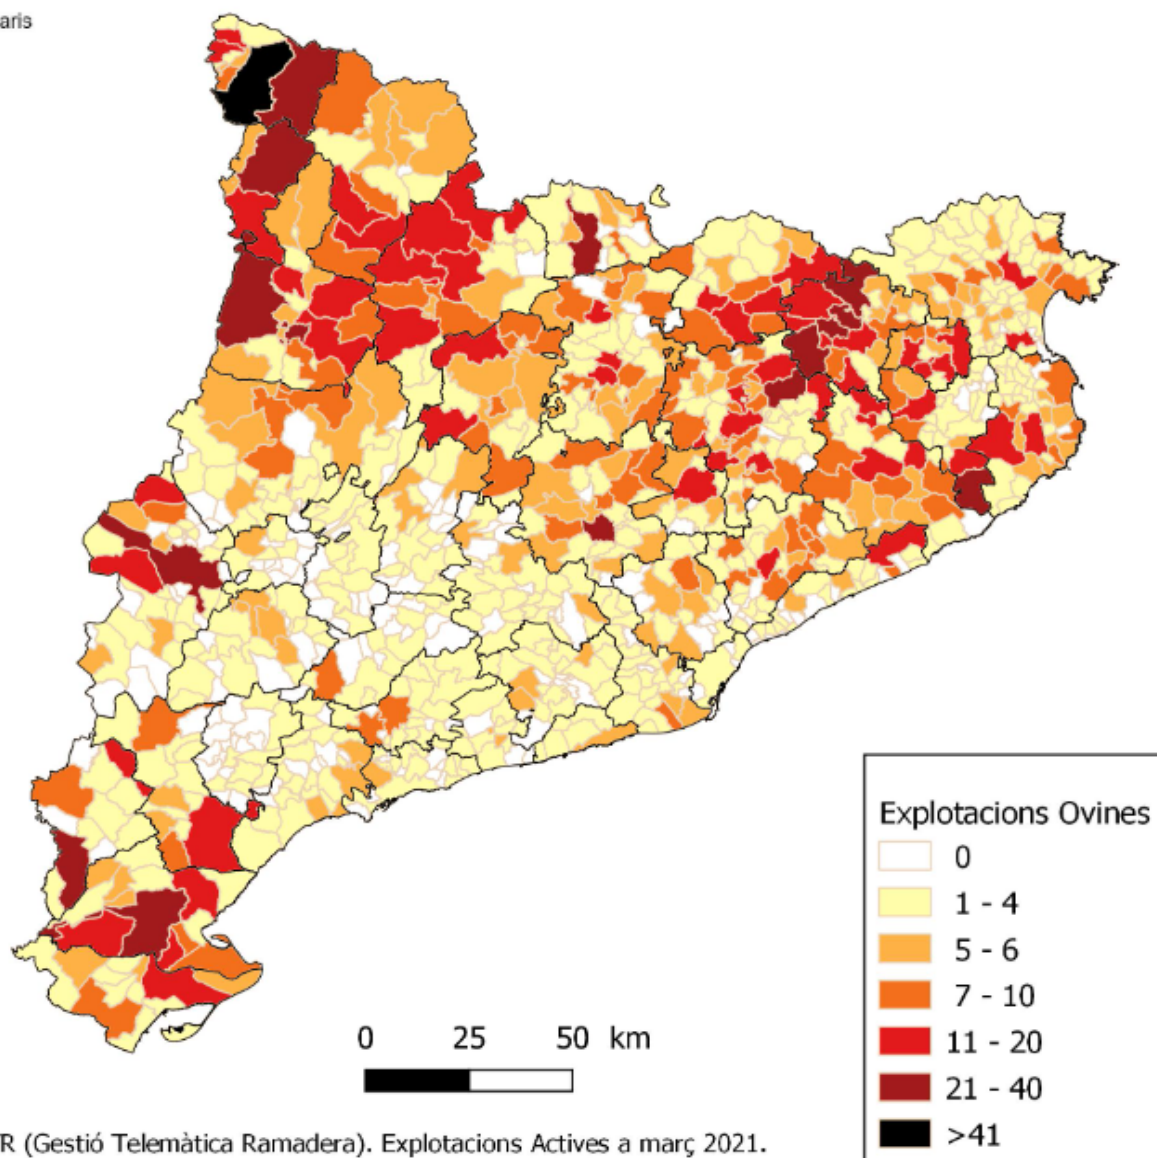 aris
Explotacions Ovines
0
1 - 4
5 - 6
7 - 10
11 - 20
21 - 40
>41
0 25 50 km
R (Gestió Telemàtica Ramadera). Explotacions Actives a març 2021.